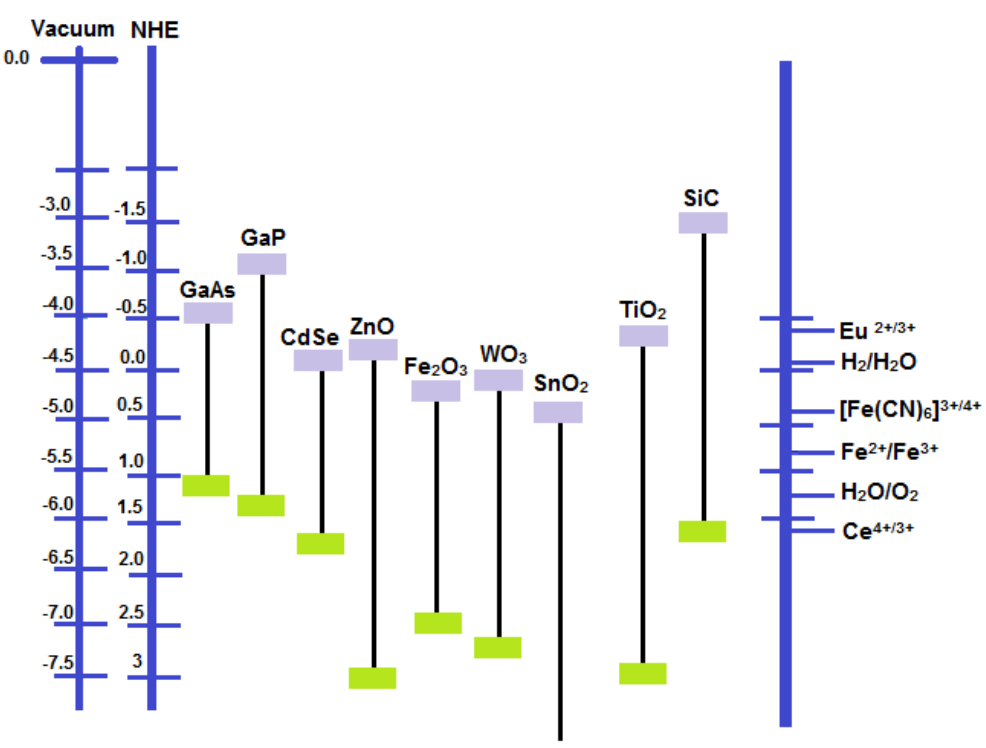 Vacuum NHE
0.0
-3.0
-1.5
-3.5
-1.0
-4.0
-0.5
-4.5
0.0
-5.0
0.5
-5.5
1.0
-6.0
1.5
-6.5
2.0
-7.0
2.5
-7.5
3
GaAs
GaP
CdSe
ZnO
Fe₂O₃
WO₃
SnO₂
TiO₂
SiC
Eu ²⁺/³⁺
H₂/H₂O
[Fe(CN)₆]³⁺/⁴⁺
Fe²⁺/Fe³⁺
H₂O/O₂
Ce⁴⁺/³⁺